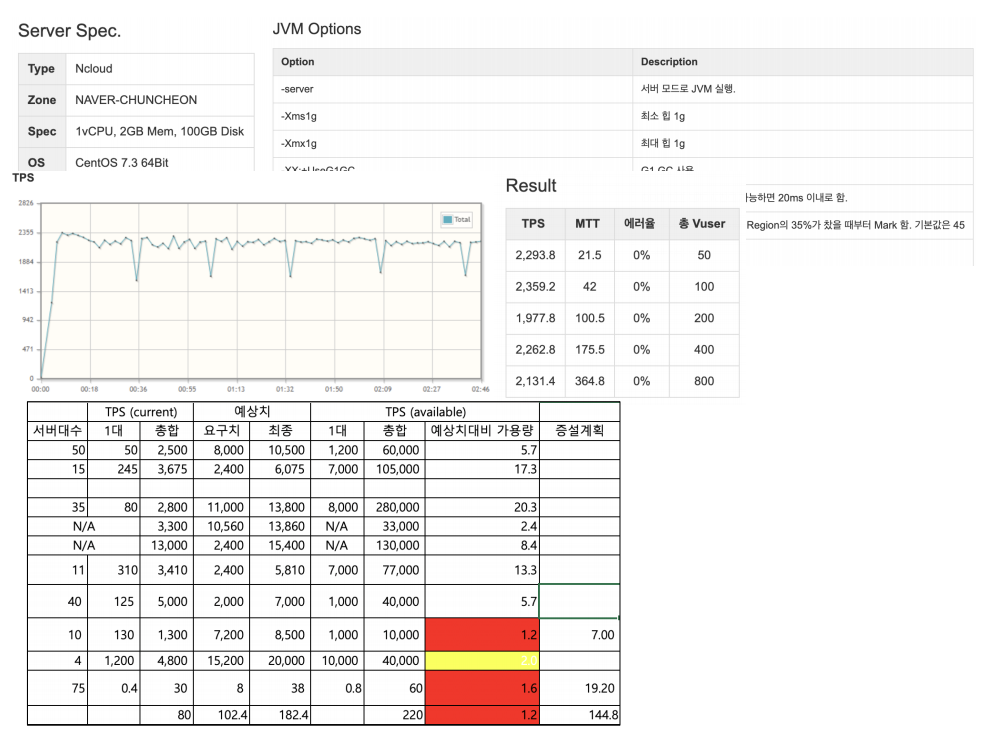 Server Spec.
Type Ncloud
Zone NAVER-CHUNCHEON
Spec 1vCPU, 2GB Mem, 100GB Disk
OS CentOS 7.3 64Bit
JVM Options
Option Description
-server 서버 모드로 JVM 실행.
-Xms1g 최소 힙 1g
-Xmx1g 최대 힙 1g
-XX:+UseG1GC G1 GC 사용
가능하면 20ms 이내로 함.
Region의 35%가 찼을 때부터 Mark 함. 기본값은 45
TPS
Total
2826
2355
1884
1413
942
471
0
00:00 00:18 00:36 00:55 01:13 01:32 01:50 02:09 02:27 02:46
Result
TPS MTT 에러율 총 Vuser
2,293.8 21.5 0% 50
2,359.2 42 0% 100
1,977.8 100.5 0% 200
2,262.8 175.5 0% 400
2,131.4 364.8 0% 800
TPS (current) 예상치 TPS (available)
서버대수 1대 총합 요구치 최종 1대 총합 예상치대비 가용량 증설계획
50 50 2,500 8,000 10,500 1,200 60,000 5.7
15 245 3,675 2,400 6,075 7,000 105,000 17.3
35 80 2,800 11,000 13,800 8,000 280,000 20.3
N/A 3,300 10,560 13,860 N/A 33,000 2.4
N/A 13,000 2,400 15,400 N/A 130,000 8.4
11 310 3,410 2,400 5,810 7,000 77,000 13.3
40 125 5,000 2,000 7,000 1,000 40,000 5.7
10 130 1,300 7,200 8,500 1,000 10,000 1.2 7.00
4 1,200 4,800 15,200 20,000 10,000 40,000 2.0
75 0.4 30 8 38 0.8 60 1.6 19.20
80 102.4 182.4 220 1.2 144.8